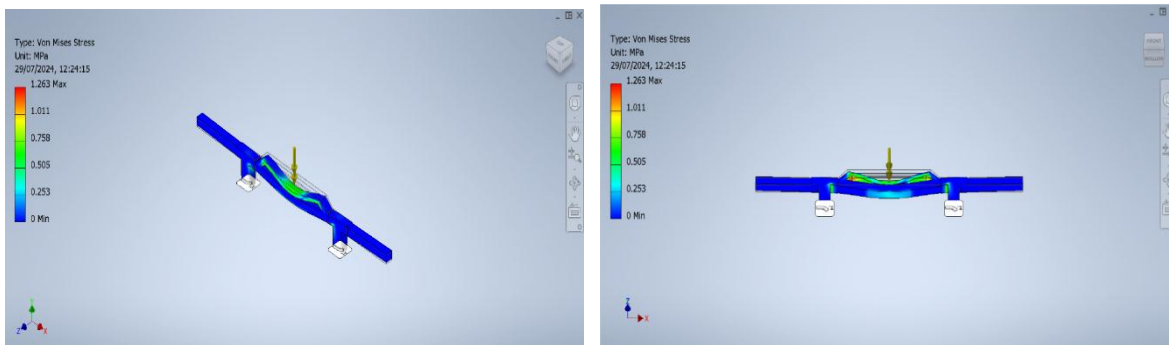 Type: Von Mises Stress
Unit: MPa
29/07/2024, 12:24:15
1.263 Max
1.011
0.758
0.505
0.253
0 Min
Y
Z
X
Type: Von Mises Stress
Unit: MPa
29/07/2024, 12:24:15
1.263 Max
1.011
0.758
0.505
0.253
0 Min
FRONT
Z
X